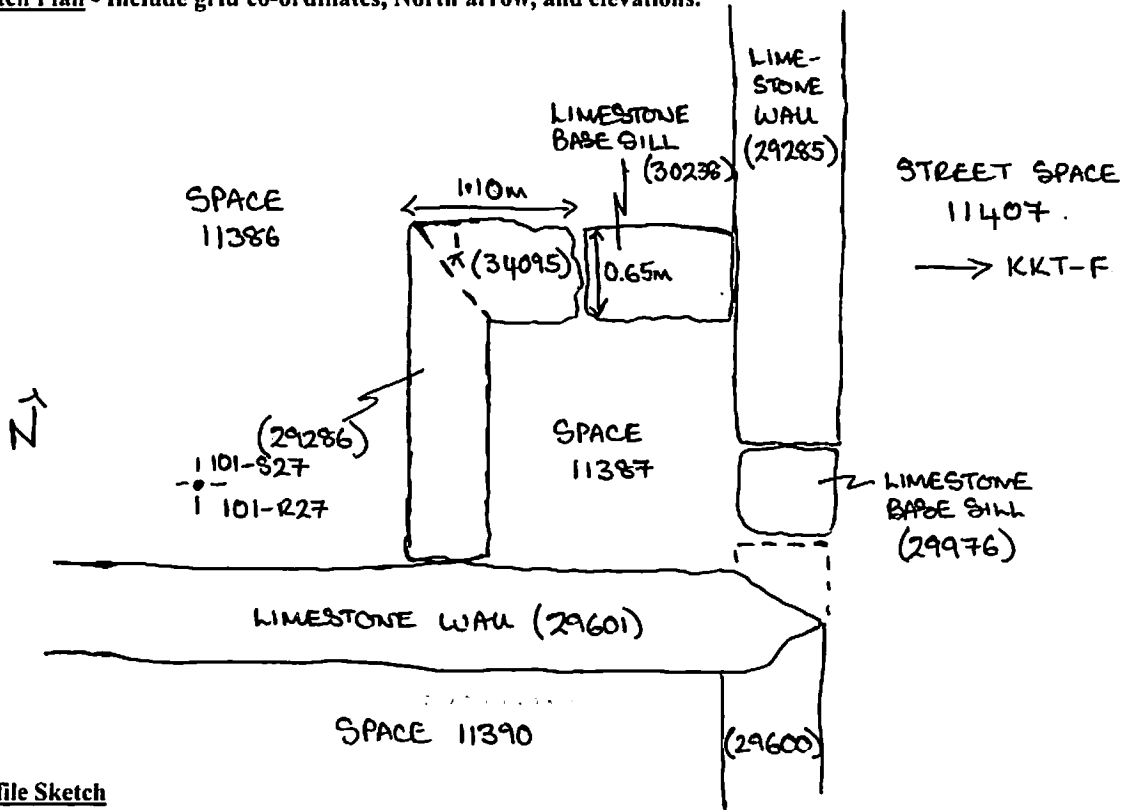 Plan - Include grid co-ordinates, North arrow, and elevations.
LIME-
STONE
WALL
(29285)
LIMESTONE
BASE SILL
(30238)
STREET SPACE
11407.
→ KKT-F
SPACE
11386
1.10m
(34095)
0.65m
N
(29286)
101-S27
101-R27
SPACE
11387
LIMESTONE
BASE SILL
(29976)
LIMESTONE WALL (29601)
SPACE 11390
(29600)
Sketch